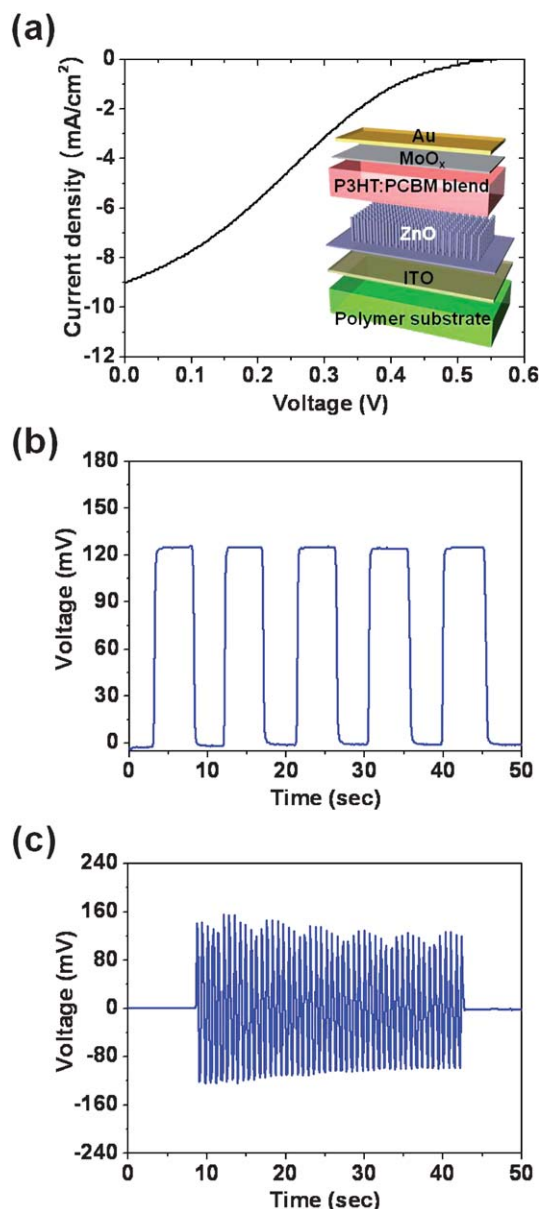 (a)
Current density (mA/cm²)
0
-2
-4
-6
-8
-10
-12
Au
MoOₓ
P3HT:PCBM blend
ZnO
ITO
Polymer substrate
0.0 0.1 0.2 0.3 0.4 0.5 0.6
Voltage (V)
(b)
Voltage (mV)
180
150
120
90
60
30
0
0 10 20 30 40 50
Time (sec)
(c)
Voltage (mV)
240
160
80
0
-80
-160
-240
0 10 20 30 40 50
Time (sec)